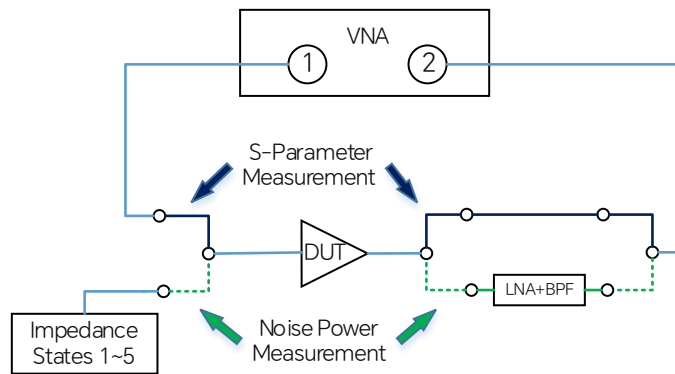 VNA
1
2
S-Parameter
Measurement
DUT
LNA+BPF
Impedance
States 1~5
Noise Power
Measurement